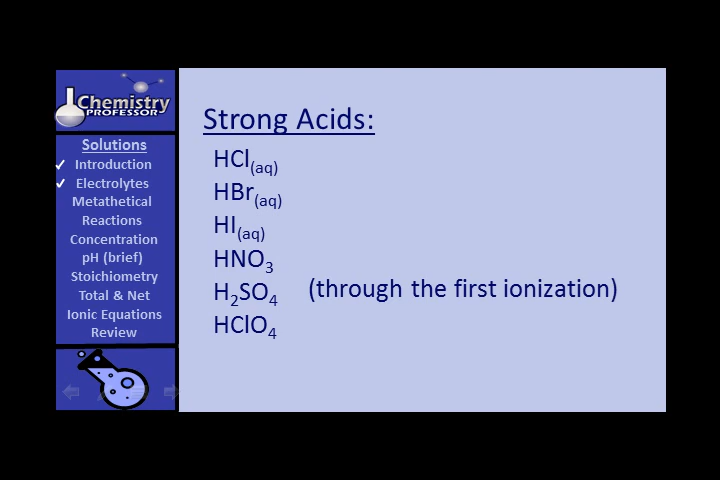 Chemistry
PROFESSOR
Solutions
✓ Introduction
✓ Electrolytes
Metathetical
Reactions
Concentration
pH (brief)
Stoichiometry
Total & Net
Ionic Equations
Review
Strong Acids:
HCl(aq)
HBr(aq)
HI(aq)
HNO₃
H₂SO₄ (through the first ionization)
HClO₄